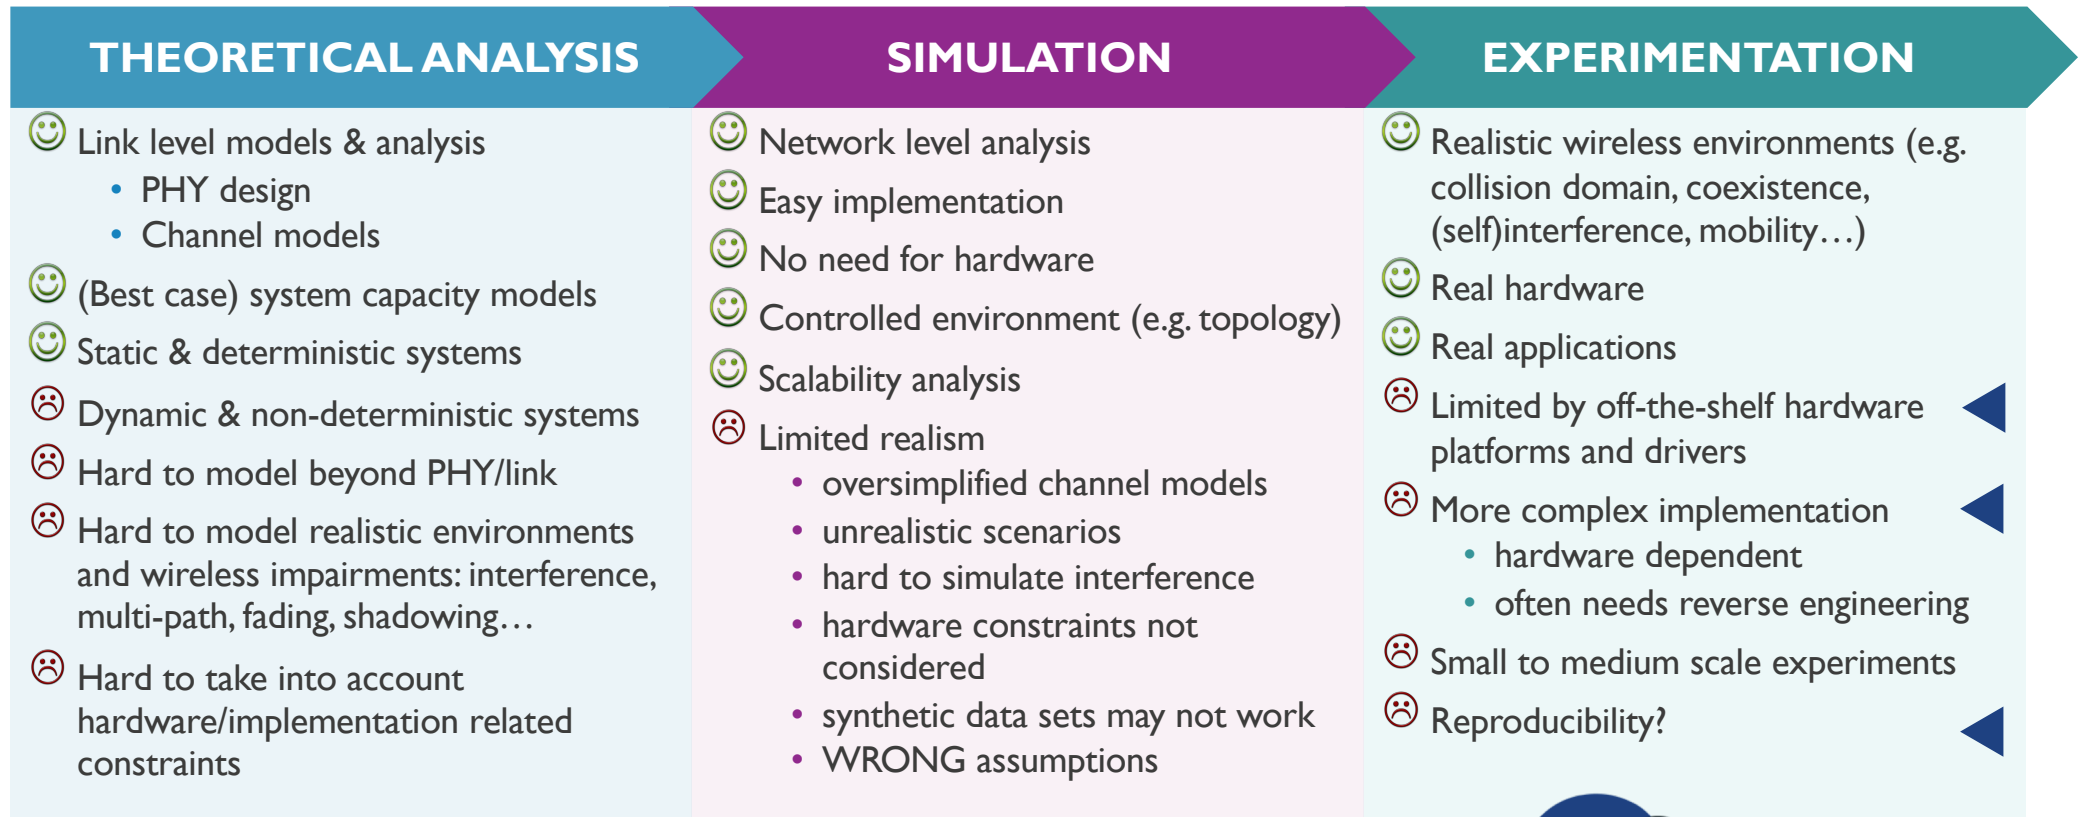 THEORETICAL ANALYSIS
Link level models & analysis
• PHY design
• Channel models
(Best case) system capacity models
Static & deterministic systems
Dynamic & non-deterministic systems
Hard to model beyond PHY/link
Hard to model realistic environments
and wireless impairments: interference,
multi-path, fading, shadowing…
Hard to take into account
hardware/implementation related
constraints
SIMULATION
Network level analysis
Easy implementation
No need for hardware
Controlled environment (e.g. topology)
Scalability analysis
Limited realism
• oversimplified channel models
• unrealistic scenarios
• hard to simulate interference
• hardware constraints not
considered
• synthetic data sets may not work
• WRONG assumptions
EXPERIMENTATION
Realistic wireless environments (e.g.
collision domain, coexistence,
(self)interference, mobility…)
Real hardware
Real applications
Limited by off-the-shelf hardware
platforms and drivers
More complex implementation
• hardware dependent
• often needs reverse engineering
Small to medium scale experiments
Reproducibility?